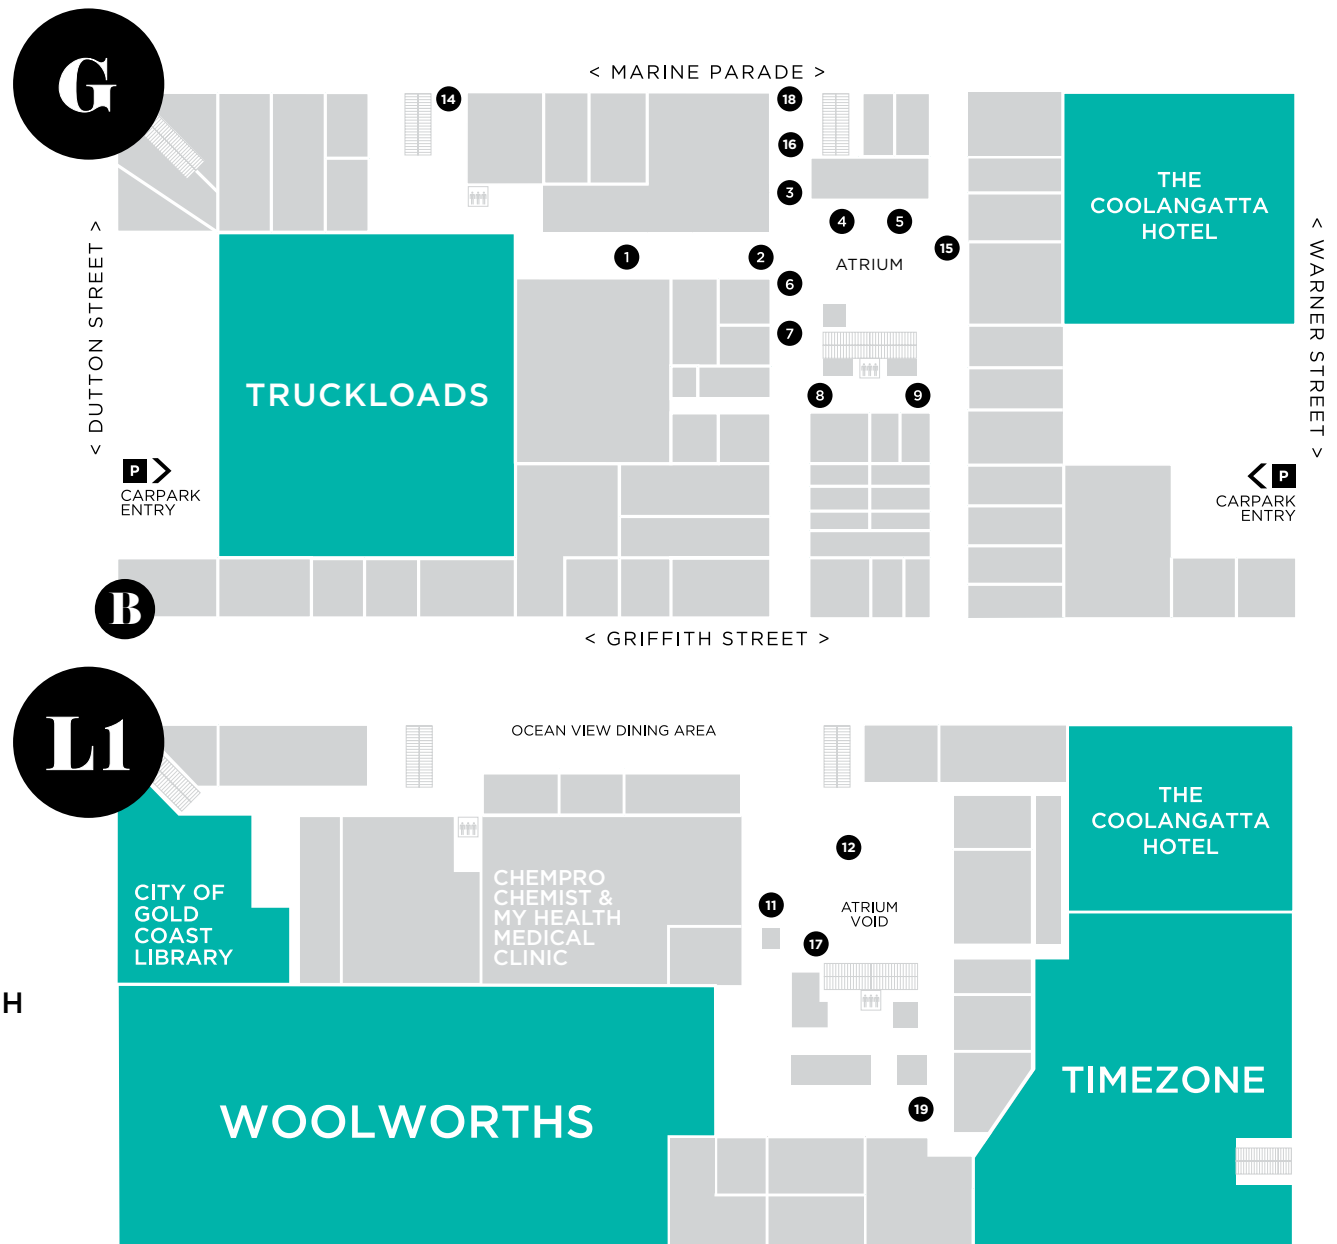 G
< MARINE PARADE >
14
18
16
3
4
5
15
1
2
6
7
8
9
ATRIUM
THE
COOLANGATTA
HOTEL
< DUTTON STREET >
< WARNER STREET >
TRUCKLOADS
P
CARPARK
ENTRY
P
CARPARK
ENTRY
B
< GRIFFITH STREET >
L1
OCEAN VIEW DINING AREA
THE
COOLANGATTA
HOTEL
12
11
ATRIUM
VOID
17
CITY OF
GOLD
COAST
LIBRARY
CHEMPRO
CHEMIST &
MY HEALTH
MEDICAL
CLINIC
H
WOOLWORTHS
TIMEZONE
19